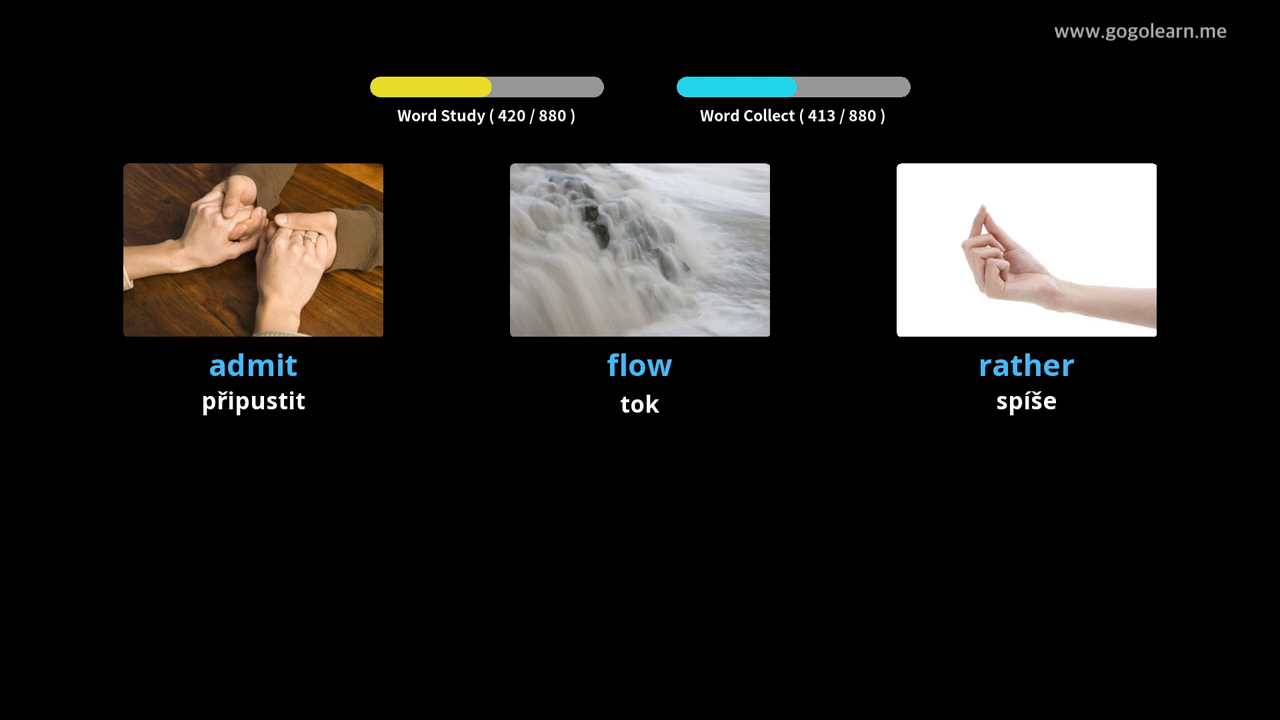 www.gogolearn.me
Word Study ( 420 / 880 )
Word Collect ( 413 / 880 )
admit
připustit
flow
tok
rather
spíše